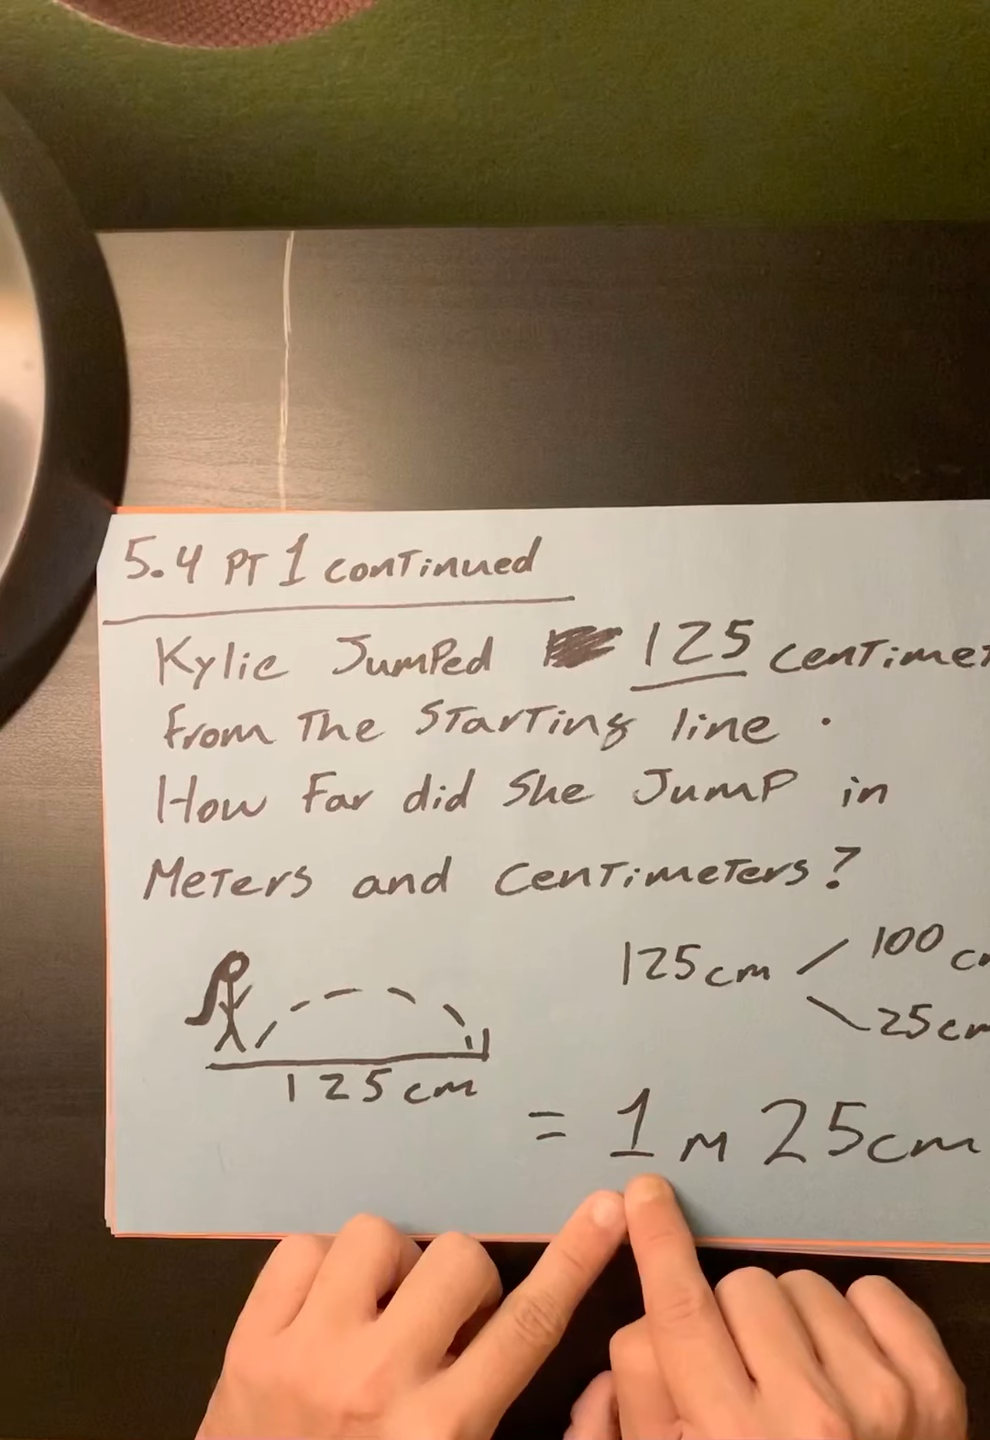 5.4 PT 1 continued
Kylie Jumped 125 centimet
from The STarTing line.
How Far did She Jump in
MeTers and cenTimeTers?
125cm / 100 cm
\ 25cm
125cm
= 1 m 25cm